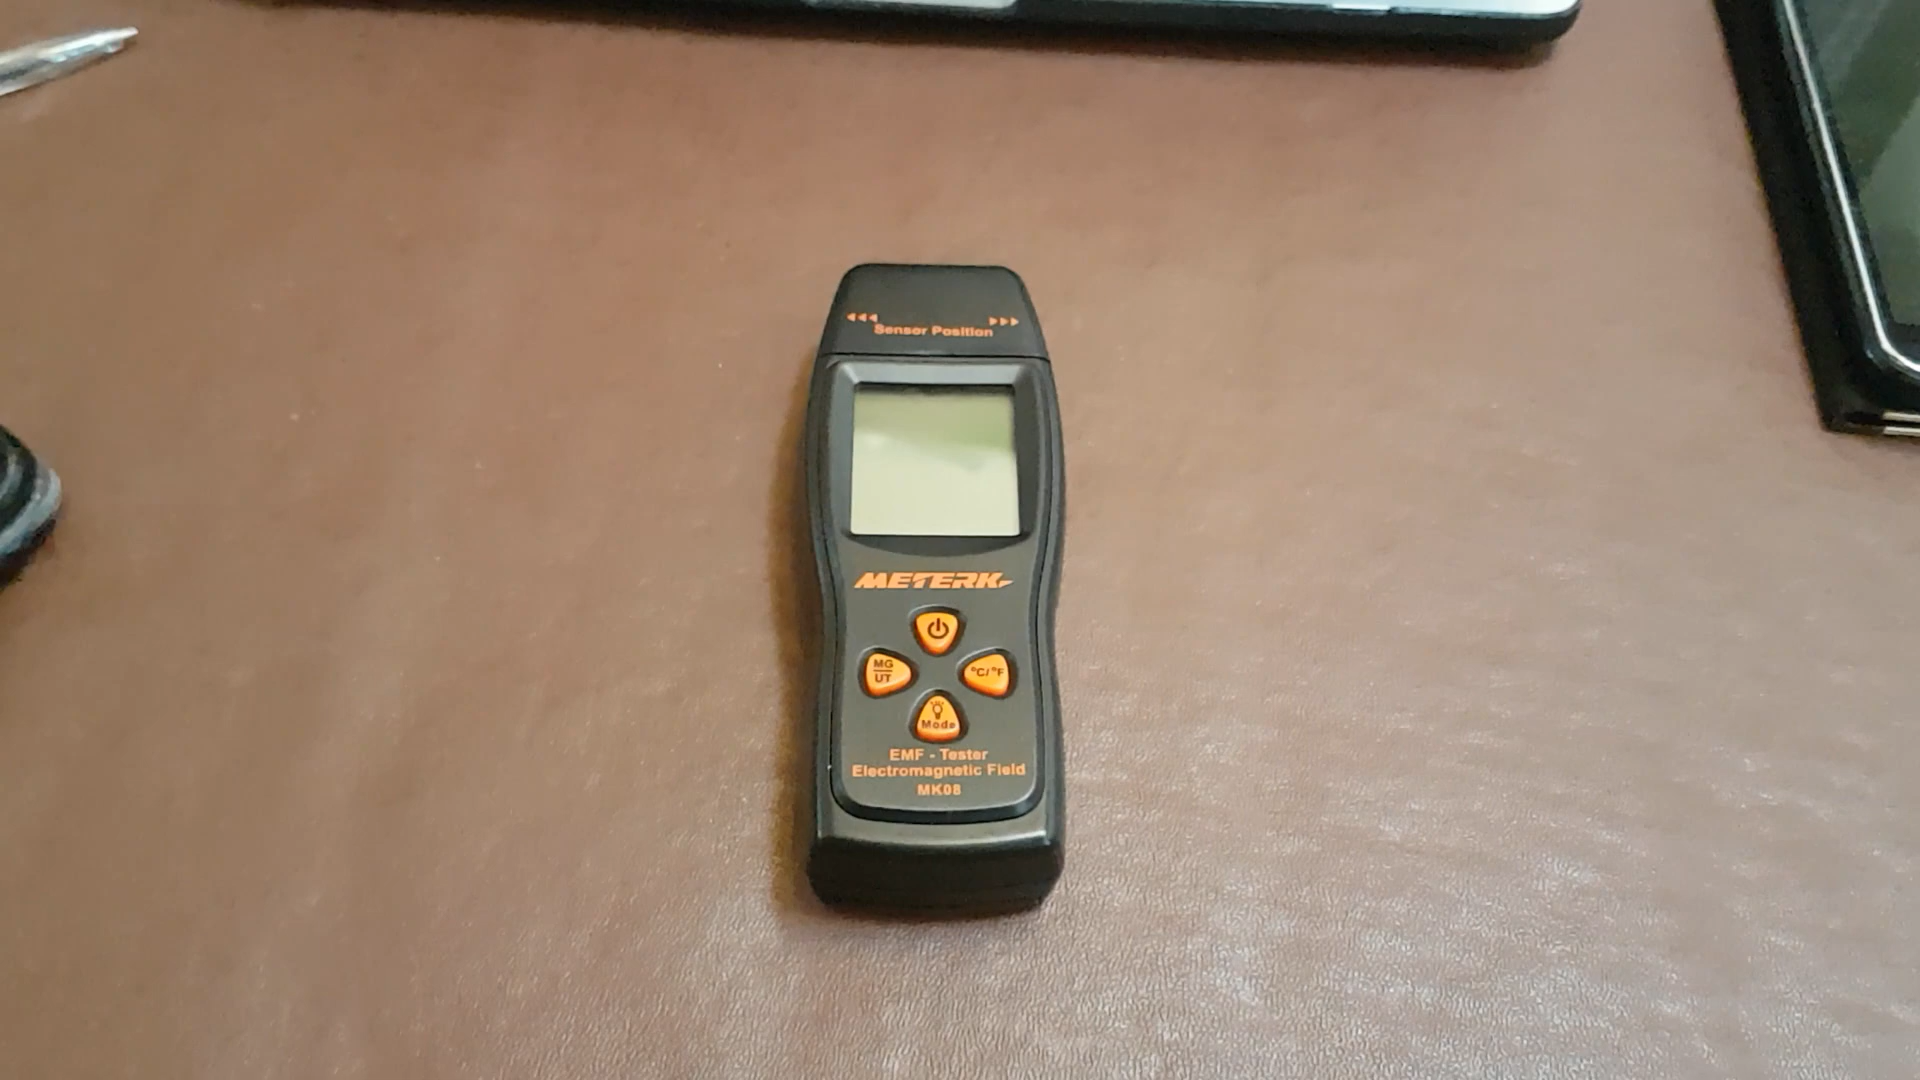 Sensor Position
METERK
MG
UT
°C/°F
Mode
EMF - Tester
Electromagnetic Field
MK08